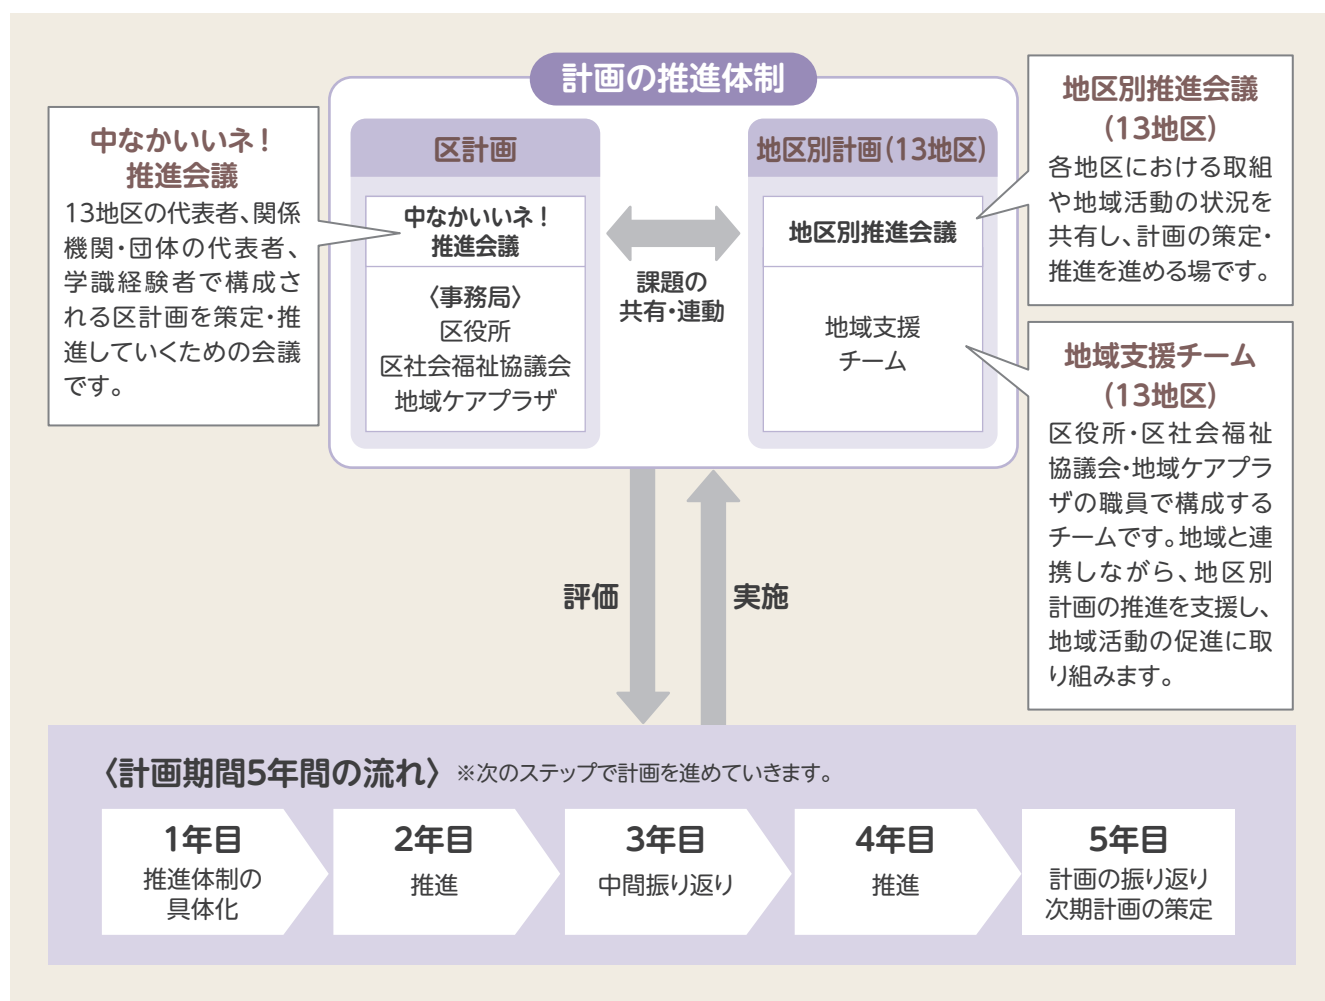 計画の推進体制
中なかいいネ！
推進会議
13地区の代表者、関係
機関・団体の代表者、
学識経験者で構成さ
れる区計画を策定・推
進していくための会議
です。
区計画
中なかいいネ！
推進会議
〈事務局〉
区役所
区社会福祉協議会
地域ケアプラザ
課題の
共有・連動
地区別計画（13地区）
地区別推進会議
地域支援
チーム
地区別推進会議
（13地区）
各地区における取組
や地域活動の状況を
共有し、計画の策定・
推進を進める場です。
地域支援チーム
（13地区）
区役所・区社会福祉
協議会・地域ケアプラ
ザの職員で構成する
チームです。地域と連
携しながら、地区別
計画の推進を支援し、
地域活動の促進に取
り組みます。
評価
実施
〈計画期間5年間の流れ〉 ※次のステップで計画を進めていきます。
1年目
推進体制の
具体化
2年目
推進
3年目
中間振り返り
4年目
推進
5年目
計画の振り返り
次期計画の策定